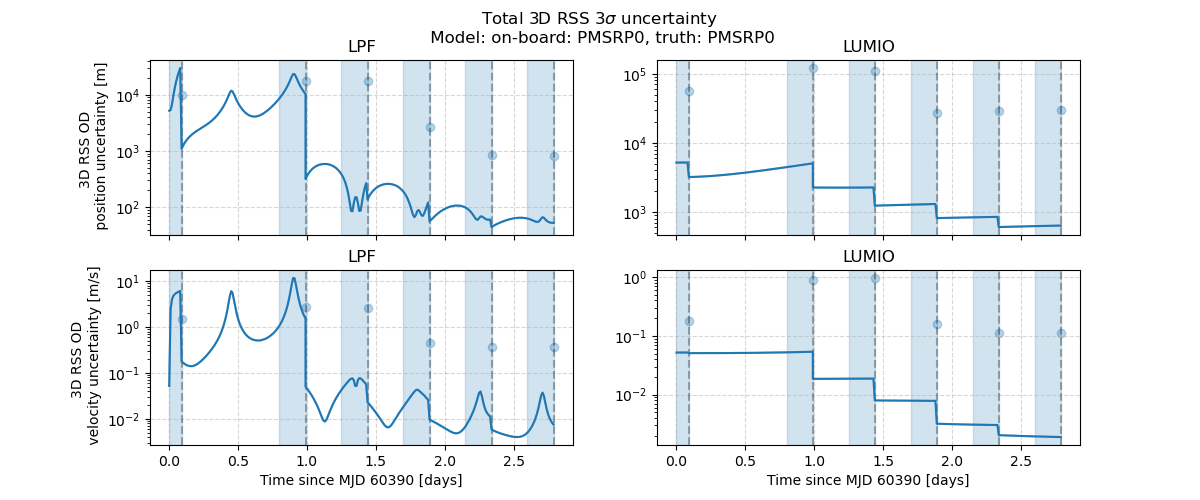 Total 3D RSS 3σ uncertainty
Model: on-board: PMSRP0, truth: PMSRP0
LPF
LUMIO
3D RSS OD
position uncertainty [m]
10⁴
10³
10²
10⁵
10⁴
10³
LPF
LUMIO
3D RSS OD
velocity uncertainty [m/s]
10¹
10⁰
10⁻¹
10⁻²
10⁰
10⁻¹
10⁻²
0.0 0.5 1.0 1.5 2.0 2.5
0.0 0.5 1.0 1.5 2.0 2.5
Time since MJD 60390 [days]
Time since MJD 60390 [days]